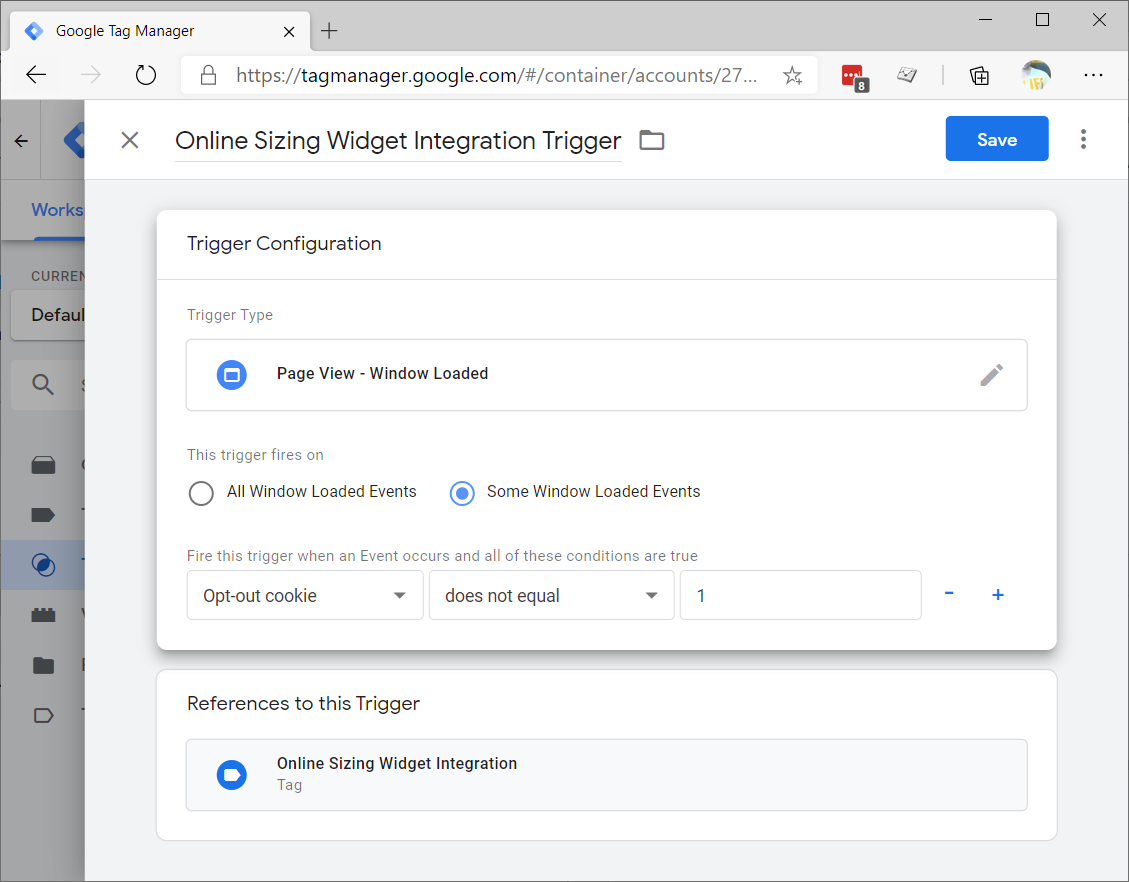 Google Tag Manager
https://tagmanager.google.com/#/container/accounts/27...
8
Online Sizing Widget Integration Trigger
Save
Works
CURREN
Defaul
Trigger Configuration
Trigger Type
Page View - Window Loaded
This trigger fires on
All Window Loaded Events
Some Window Loaded Events
Fire this trigger when an Event occurs and all of these conditions are true
Opt-out cookie
does not equal
1
- +
References to this Trigger
Online Sizing Widget Integration
Tag